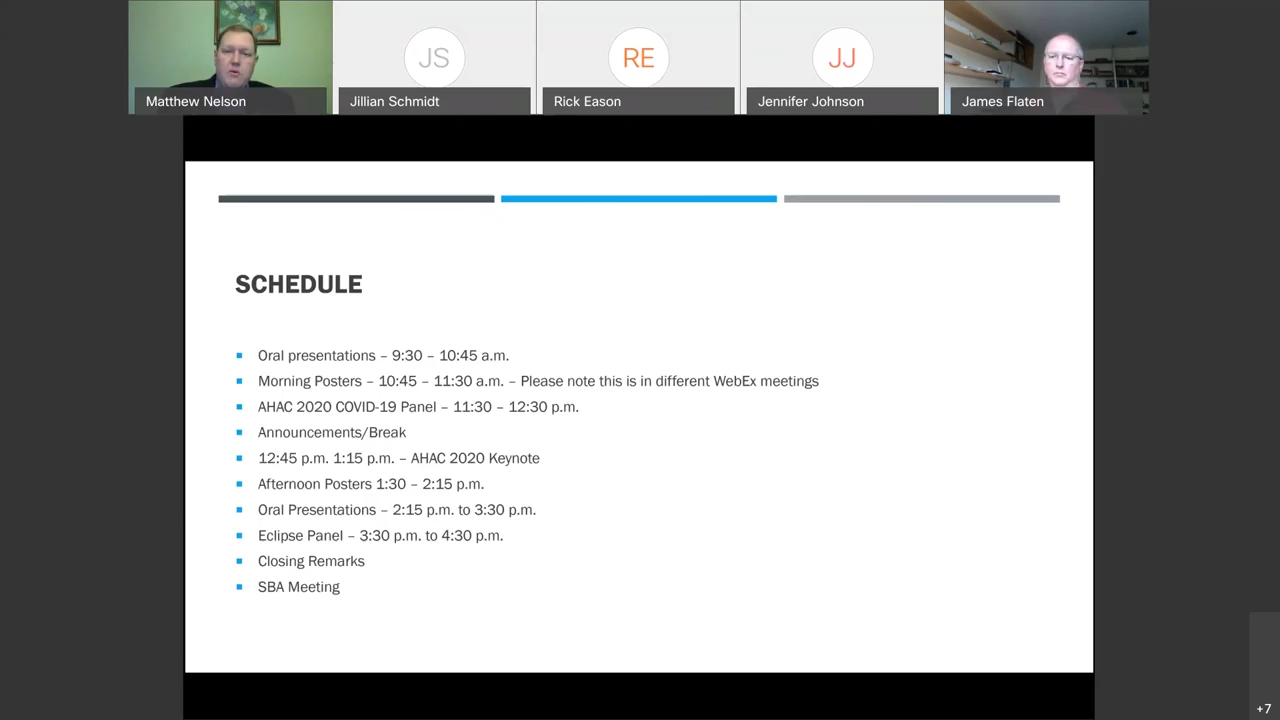 JS
RE
JJ
Matthew Nelson
Jillian Schmidt
Rick Eason
Jennifer Johnson
James Flaten
SCHEDULE
Oral presentations – 9:30 – 10:45 a.m.
Morning Posters – 10:45 – 11:30 a.m. – Please note this is in different WebEx meetings
AHAC 2020 COVID-19 Panel – 11:30 – 12:30 p.m.
Announcements/Break
12:45 p.m. 1:15 p.m. – AHAC 2020 Keynote
Afternoon Posters 1:30 – 2:15 p.m.
Oral Presentations – 2:15 p.m. to 3:30 p.m.
Eclipse Panel – 3:30 p.m. to 4:30 p.m.
Closing Remarks
SBA Meeting
+7